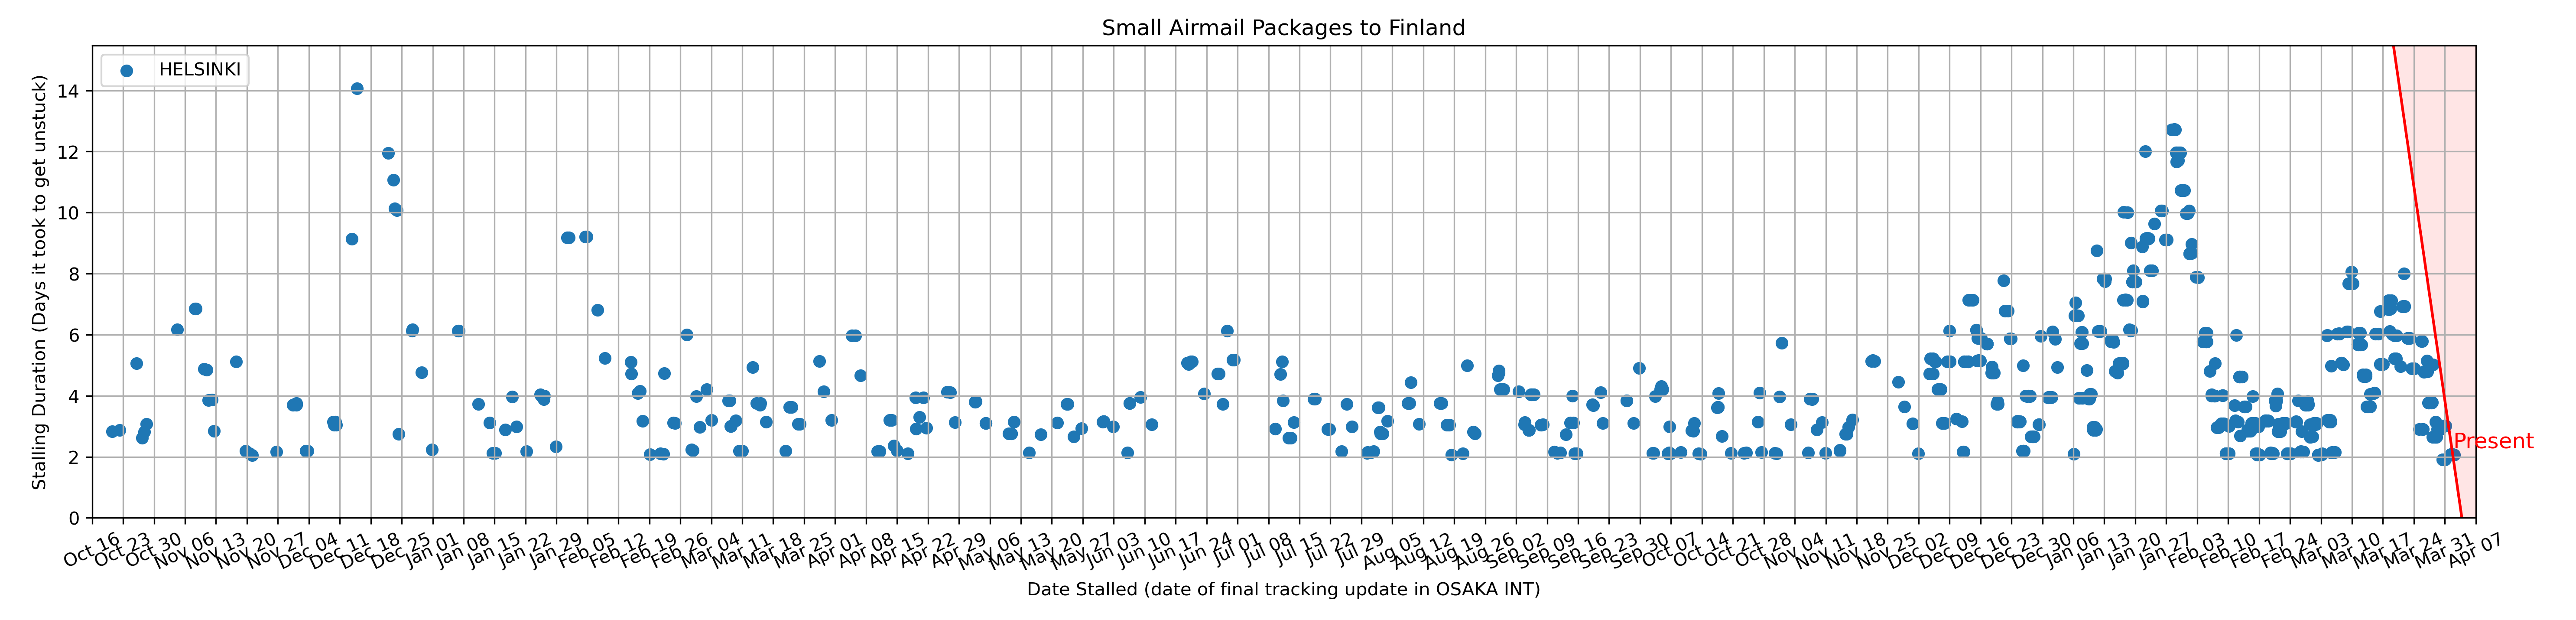 Small Airmail Packages to Finland
HELSINKI
Stalling Duration (Days it took to get unstuck)
14
12
10
8
6
4
2
0
Present
Oct 16 Oct 23 Oct 30 Nov 06 Nov 13 Nov 20 Nov 27 Dec 04 Dec 11 Dec 18 Dec 25 Jan 01 Jan 08 Jan 15 Jan 22 Jan 29 Feb 05 Feb 12 Feb 19 Feb 26 Mar 04 Mar 11 Mar 18 Mar 25 Apr 01 Apr 08 Apr 15 Apr 22 Apr 29 May 06 May 13 May 20 May 27 Jun 03 Jun 10 Jun 17 Jun 24 Jul 01 Jul 08 Jul 15 Jul 22 Jul 29 Aug 05 Aug 12 Aug 19 Aug 26 Sep 02 Sep 09 Sep 16 Sep 23 Sep 30 Oct 07 Oct 14 Oct 21 Oct 28 Nov 04 Nov 11 Nov 18 Nov 25 Dec 02 Dec 09 Dec 16 Dec 23 Dec 30 Jan 06 Jan 13 Jan 20 Jan 27 Feb 03 Feb 10 Feb 17 Feb 24 Mar 03 Mar 10 Mar 17 Mar 24 Mar 31 Apr 07
Date Stalled (date of final tracking update in OSAKA INT)